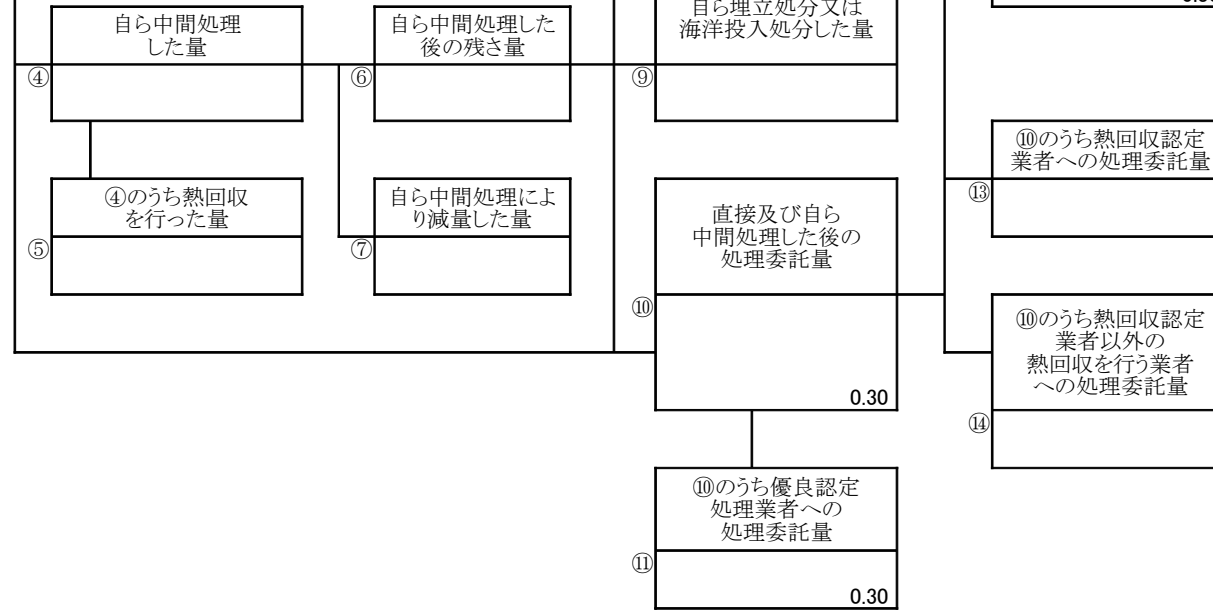 自ら中間処理
した量
④
自ら中間処理した
後の残さ量
⑥
自ら埋立処分又は
海洋投入処分した量
⑨
④のうち熱回収
を行った量
⑤
自ら中間処理によ
り減量した量
⑦
直接及び自ら
中間処理した後の
処理委託量
⑩
0.30
⑩のうち優良認定
処理業者への
処理委託量
⑪
0.30
⑩のうち熱回収認定
業者への処理委託量
⑬
⑩のうち熱回収認定
業者以外の
熱回収を行う業者
への処理委託量
⑭